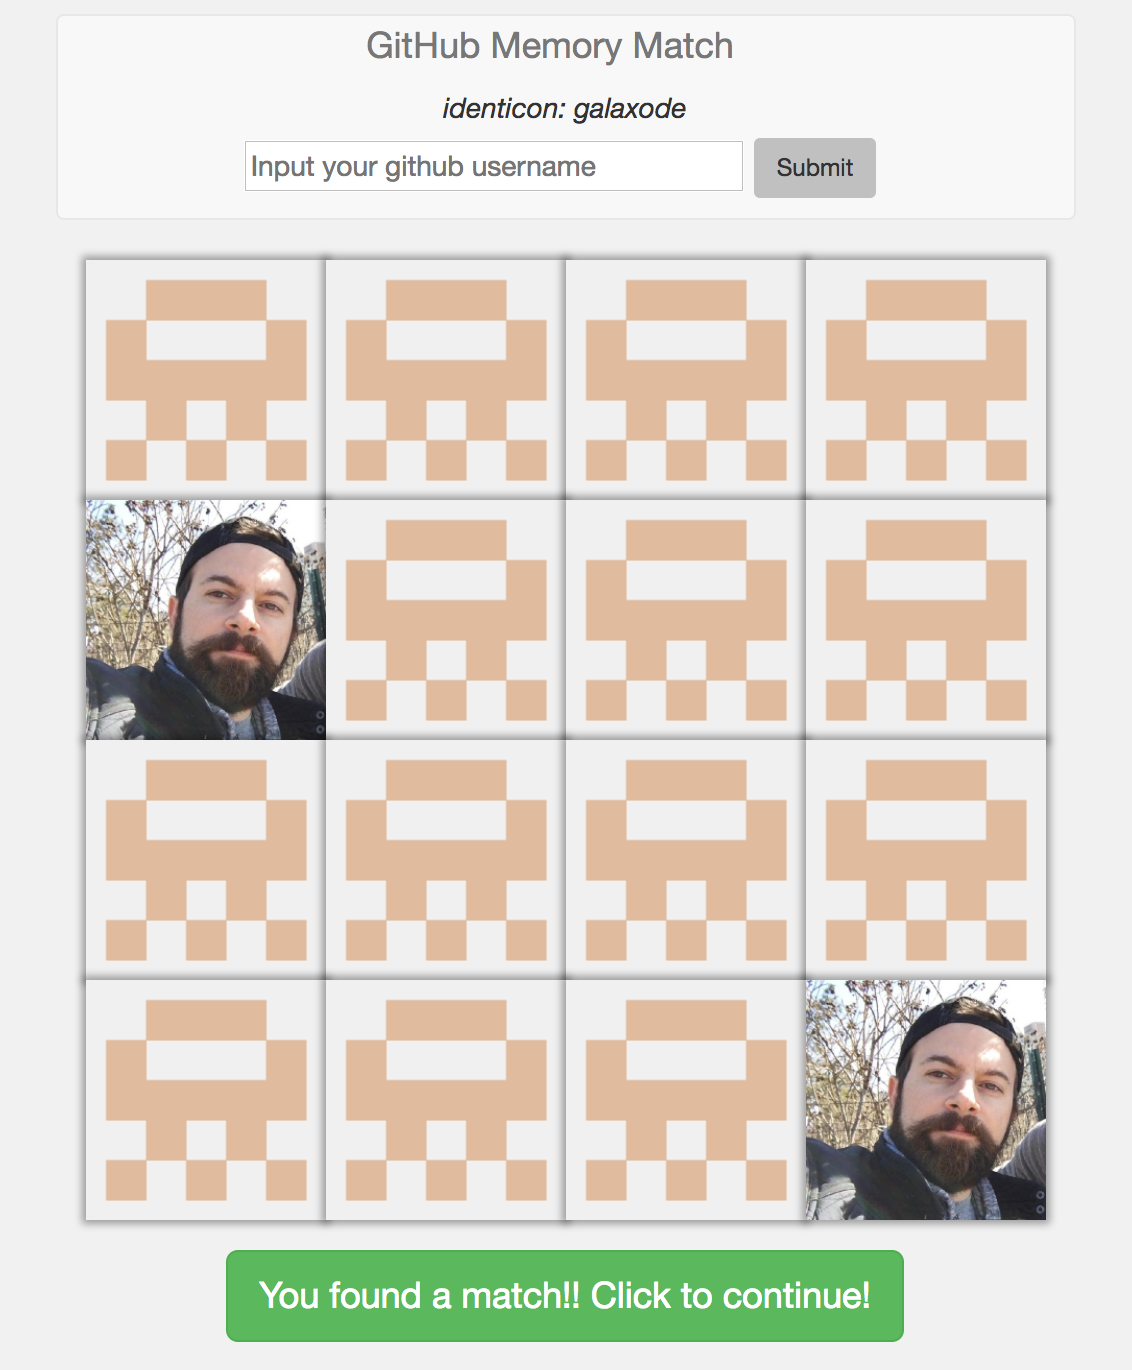 GitHub Memory Match
identicon: galaxode
Input your github username
Submit
You found a match!! Click to continue!